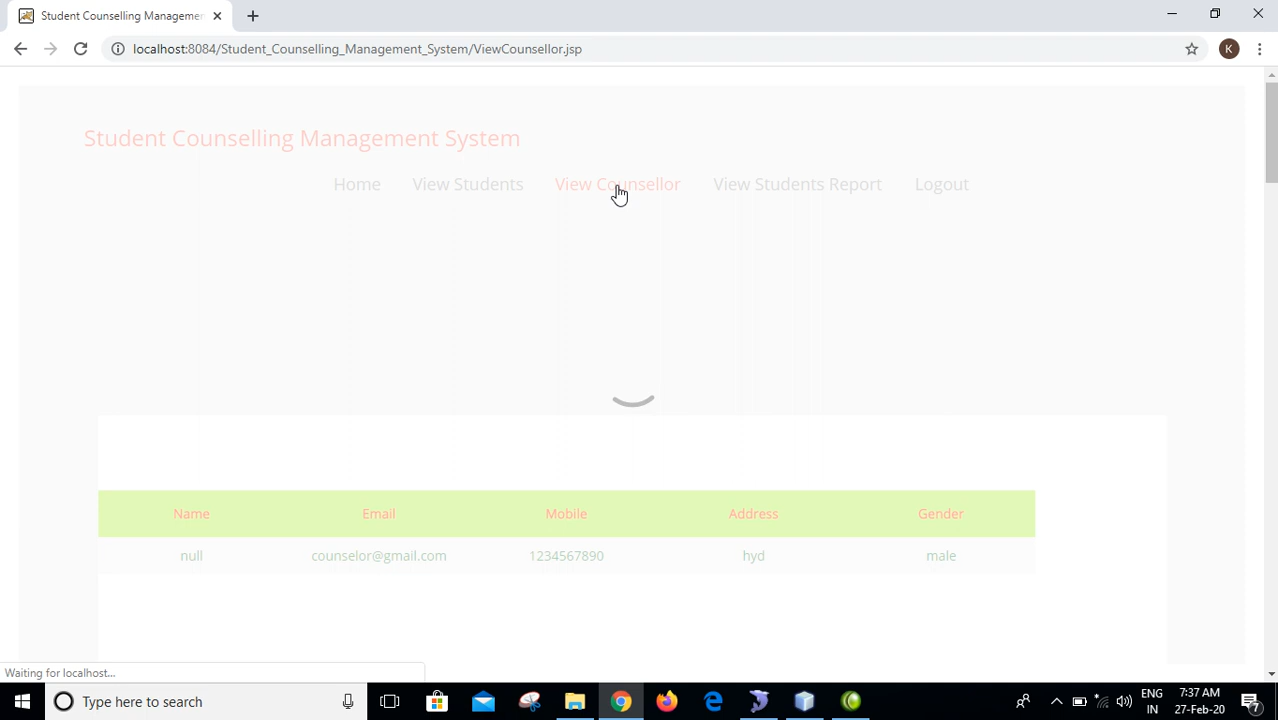 Student Counselling Managemen
localhost:8084/Student_Counselling_Management_System/ViewCounsellor.jsp
K
Student Counselling Management System
Home View Students View Counsellor View Students Report Logout
Name Email Mobile Address Gender
null counselor@gmail.com 1234567890 hyd male
Waiting for localhost...
Type here to search
ENG
IN
7:37 AM
27-Feb-20
7